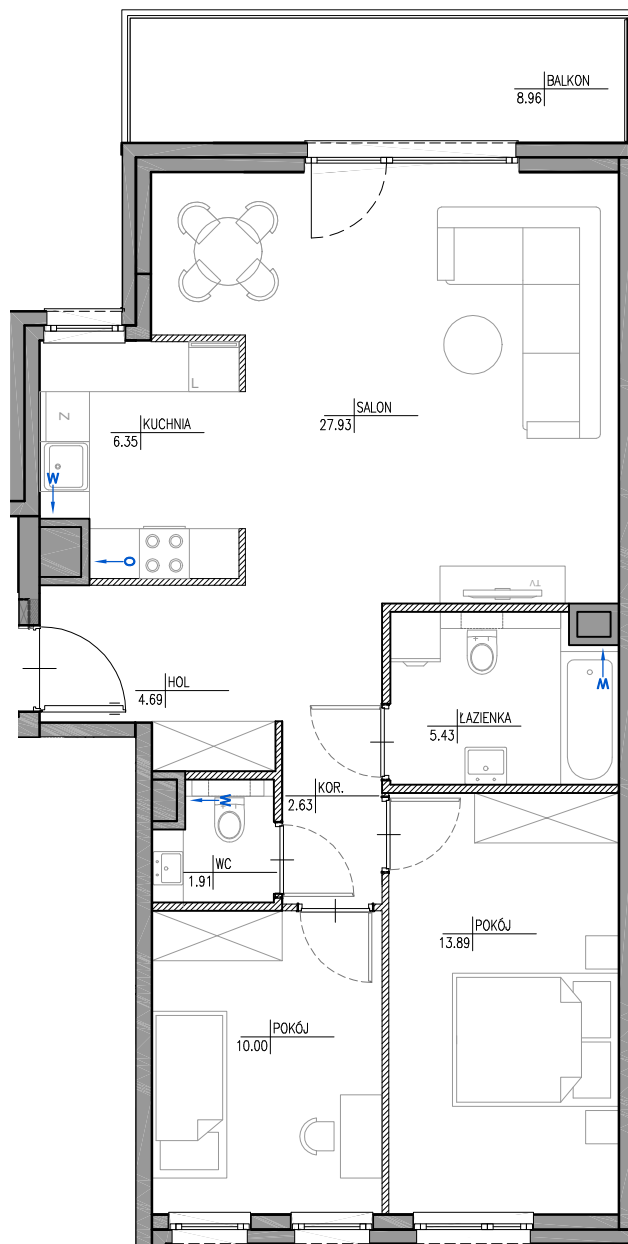 BALKON
8.96
L
Z
KUCHNIA
6.35
SALON
27.93
W
O
TV
HOL
4.69
W
ŁAZIENKA
5.43
KOR.
2.63
W
WC
1.91
POKÓJ
13.89
POKÓJ
10.00